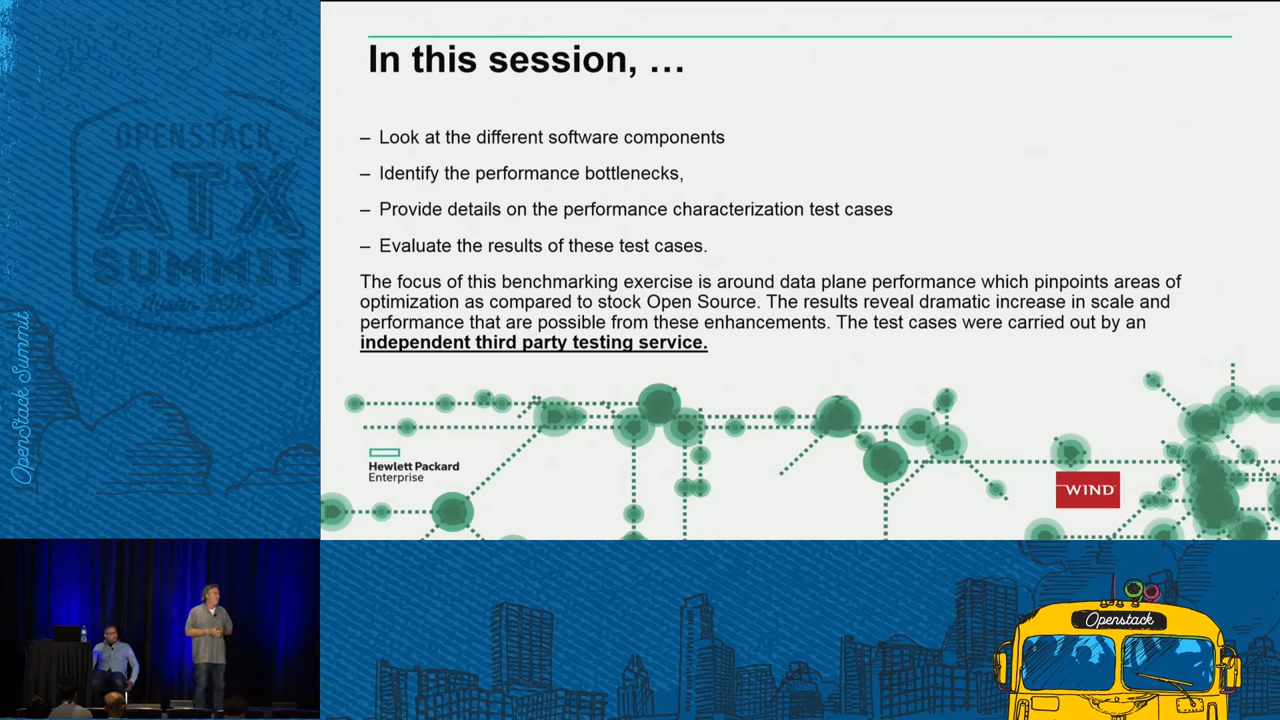 In this session, …
– Look at the different software components
– Identify the performance bottlenecks,
– Provide details on the performance characterization test cases
– Evaluate the results of these test cases.
The focus of this benchmarking exercise is around data plane performance which pinpoints areas of
optimization as compared to stock Open Source. The results reveal dramatic increase in scale and
performance that are possible from these enhancements. The test cases were carried out by an
independent third party testing service.
Hewlett Packard
Enterprise
WIND
OPENSTACK
ATX
SUMMIT
Austin 2016
OpenStack Summit
Openstack